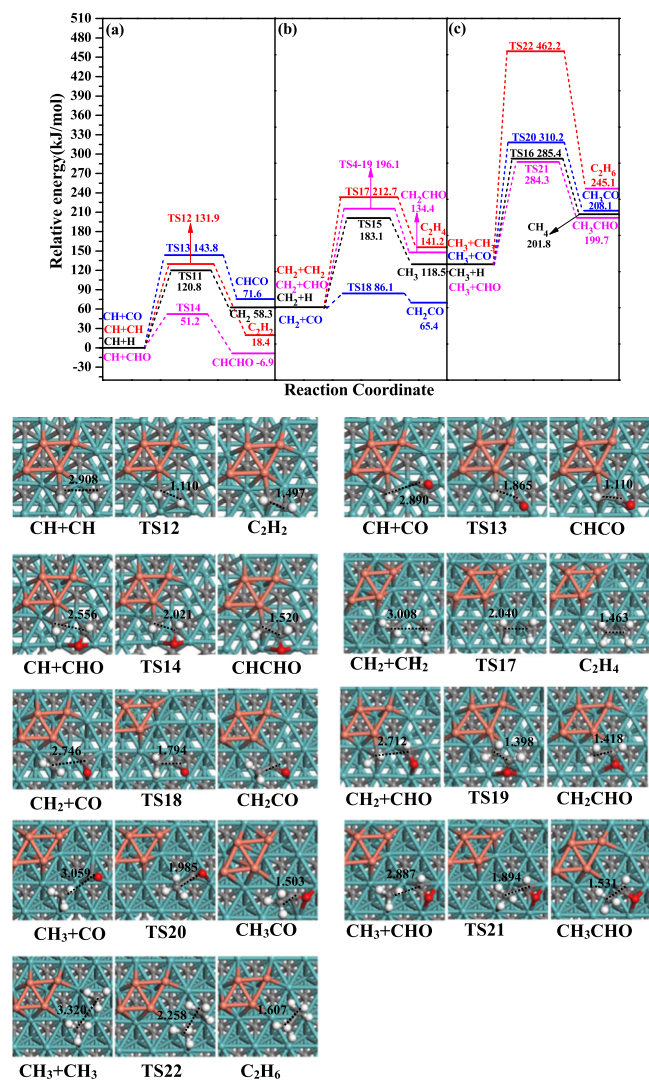 (a) (b) (c)
Relative energy(kJ/mol)
510
480
450
420
390
360
330
300
270
240
210
180
150
120
90
60
30
0
-30
TS12 131.9
TS13 143.8
TS11
120.8
TS14
51.2
CHCO
71.6
CH₂ 58.3
C₂H₂
18.4
CHCHO -6.9
CH+CO
CH+CH
CH+H
CH+CHO
TS4-19 196.1
TS17 212.7
TS15
183.1
CH₂CHO
134.4
C₂H₄
141.2
CH₃ 118.5
TS18 86.1
CH₂CO
65.4
CH₂+CH₂
CH₂+CHO
CH₂+H
CH₂+CO
TS22 462.2
TS20 310.2
TS16 285.4
TS21
284.3
C₂H₆
245.1
CH₃CO
208.1
CH₃CHO
199.7
CH₄
201.8
CH₃+CH₃
CH₃+CO
CH₃+H
CH₃+CHO
Reaction Coordinate
2.908 1.110 1.497
CH+CH TS12 C₂H₂
2.890 1.865 1.110
CH+CO TS13 CHCO
2.556 2.021 1.520
CH+CHO TS14 CHCHO
3.008 2.040 1.463
CH₂+CH₂ TS17 C₂H₄
2.746 1.794
CH₂+CO TS18 CH₂CO
2.712 1.398 1.418
CH₂+CHO TS19 CH₂CHO
3.059 1.985 1.503
CH₃+CO TS20 CH₃CO
2.887 1.894 1.531
CH₃+CHO TS21 CH₃CHO
3.320 2.258 1.607
CH₃+CH₃ TS22 C₂H₆